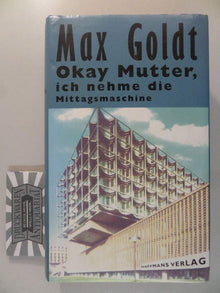 Max Goldt
Okay Mutter,
ich nehme die
Mittagsmaschine
HAFFMANS VERLAG